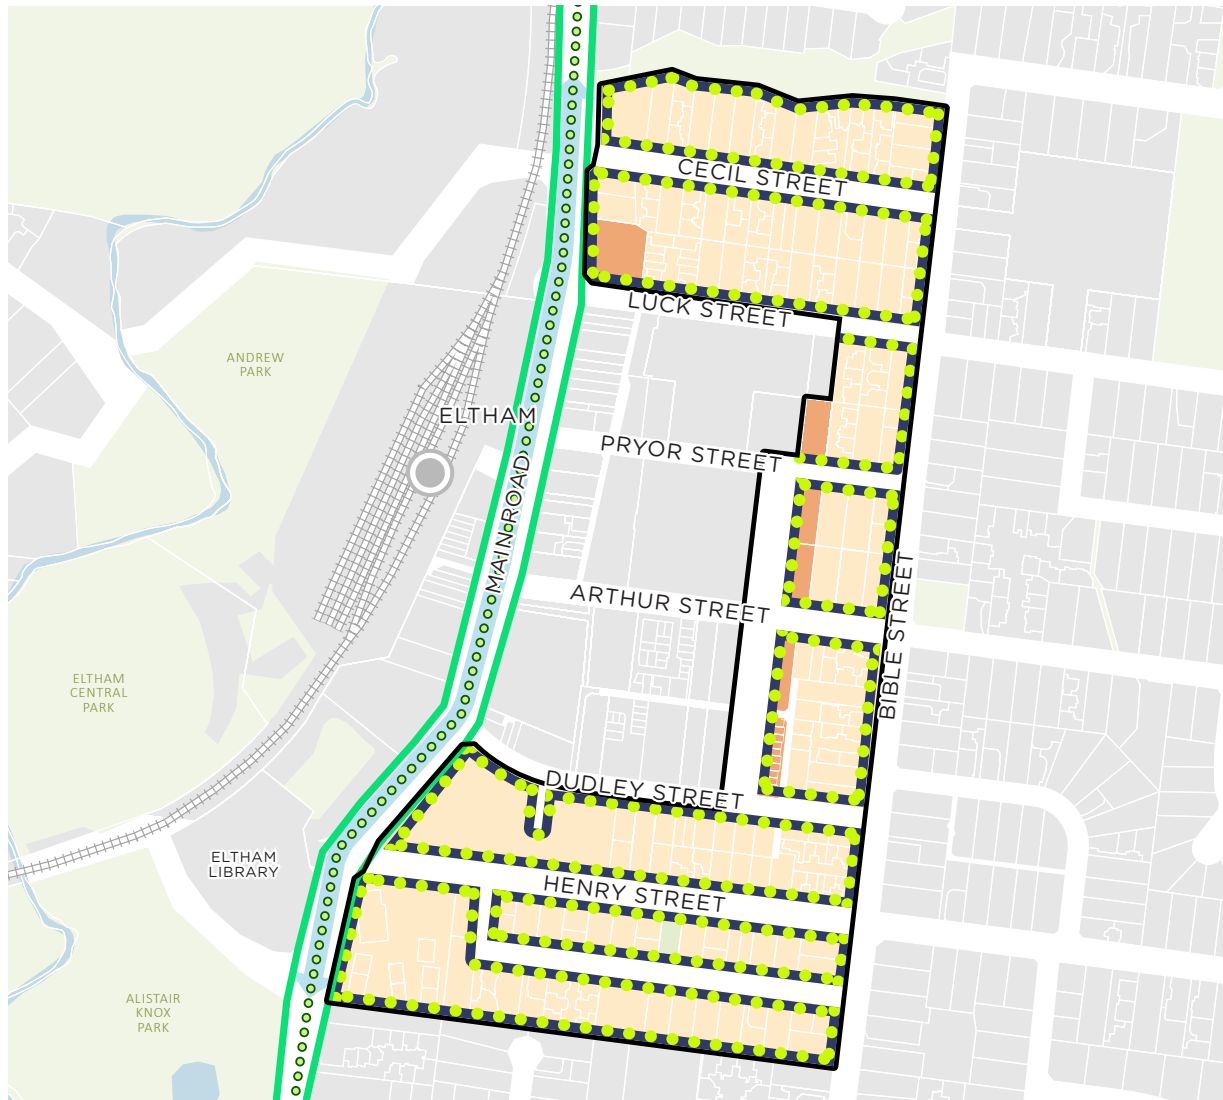 CECIL STREET
LUCK STREET
ANDREW
PARK
ELTHAM
PRYOR STREET
MAIN ROAD
ARTHUR STREET
BIBLE STREET
ELTHAM
CENTRAL
PARK
DUDLEY STREET
ELTHAM
LIBRARY
HENRY STREET
ALISTAIR
KNOX
PARK